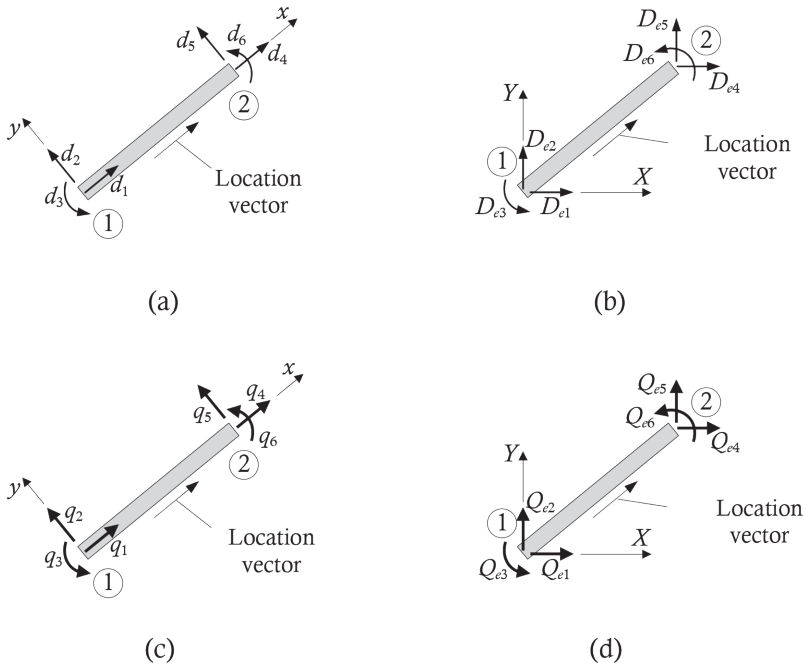 x
d5
d6
d4
2
y
d2
d1
d3
1
Location
vector
(a)
De5
2
De6
De4
Y
De2
1
Location
vector
X
De3
De1
(b)
x
q4
q5
q6
2
y
q2
q1
q3
1
Location
vector
(c)
Qe5
2
Qe6
Qe4
Y
Qe2
1
Location
vector
X
Qe3
Qe1
(d)